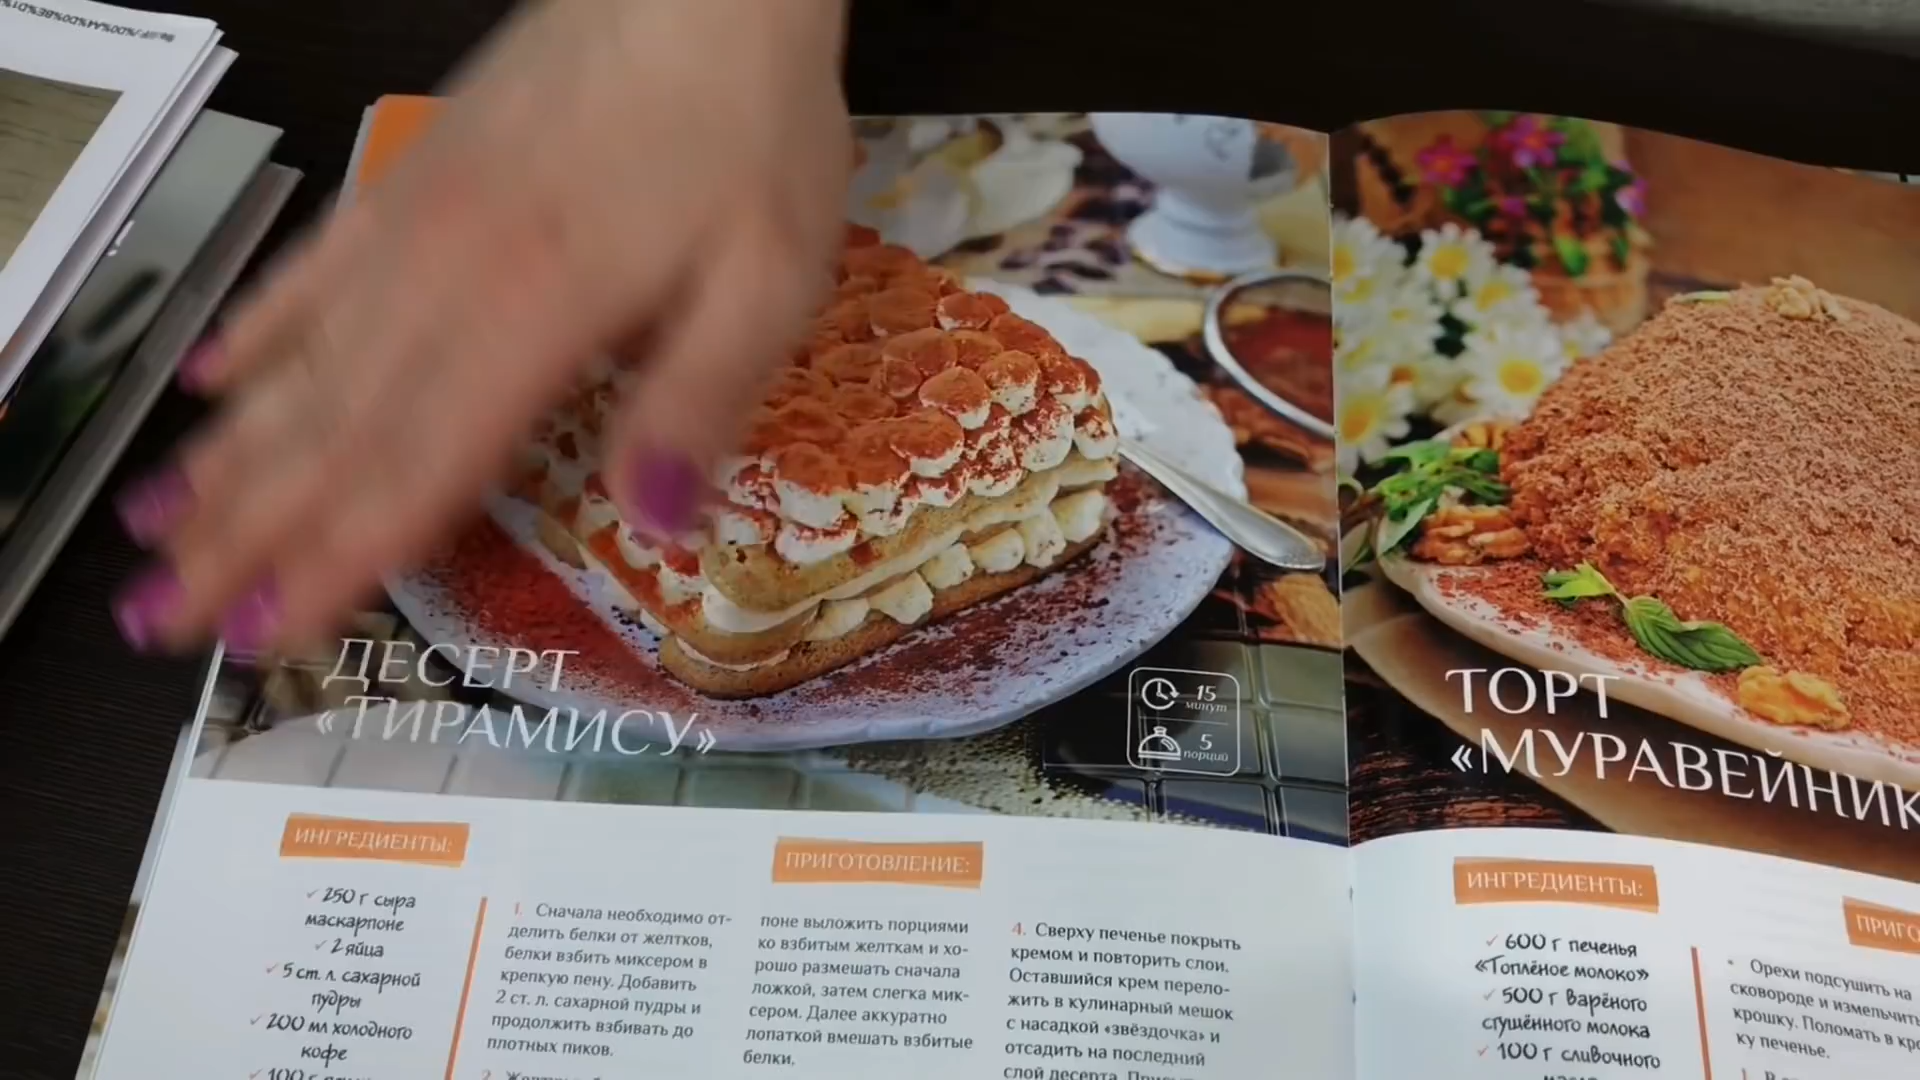 ДЕСЕРТ
«ТИРАМИСУ»
15
минут
5
порций
ИНГРЕДИЕНТЫ:
✓ 250 г сыра
маскарпоне
✓ 2 яйца
✓ 5 ст. л. сахарной
пудры
✓ 200 мл холодного
кофе
ПРИГОТОВЛЕНИЕ:
1. Сначала необходимо от-
делить белки от желтков,
белки взбить миксером в
крепкую пену. Добавить
2 ст. л. сахарной пудры и
продолжить взбивать до
плотных пиков.
поне выложить порциями
ко взбитым желткам и хо-
рошо размешать сначала
ложкой, затем слегка мик-
сером. Далее аккуратно
лопаткой вмешать взбитые
белки.
4. Сверху печенье покрыть
кремом и повторить слои.
Оставшийся крем перело-
жить в кулинарный мешок
с насадкой «звёздочка» и
отсадить на последний
слой десерта.
ТОРТ
«МУРАВЕЙНИК
ИНГРЕДИЕНТЫ:
✓ 600 г печенья
«Топлёное молоко»
✓ 500 г варёного
сгущённого молока
✓ 100 г сливочного
ПРИГО
• Орехи подсушить на
сковороде и измельчить
крошку. Поломать в кро
ку печенье.